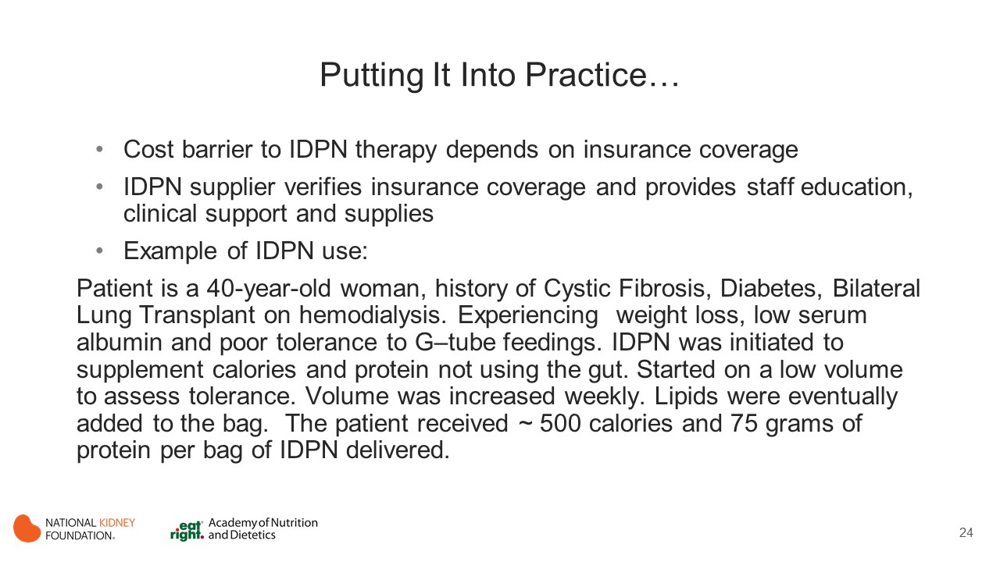 Putting It Into Practice…
• Cost barrier to IDPN therapy depends on insurance coverage
• IDPN supplier verifies insurance coverage and provides staff education,
clinical support and supplies
• Example of IDPN use:
Patient is a 40-year-old woman, history of Cystic Fibrosis, Diabetes, Bilateral
Lung Transplant on hemodialysis. Experiencing  weight loss, low serum
albumin and poor tolerance to G–tube feedings. IDPN was initiated to
supplement calories and protein not using the gut. Started on a low volume
to assess tolerance. Volume was increased weekly. Lipids were eventually
added to the bag.  The patient received ~ 500 calories and 75 grams of
protein per bag of IDPN delivered.
NATIONAL KIDNEY
FOUNDATION®
eat
right.
Academy of Nutrition
and Dietetics
24